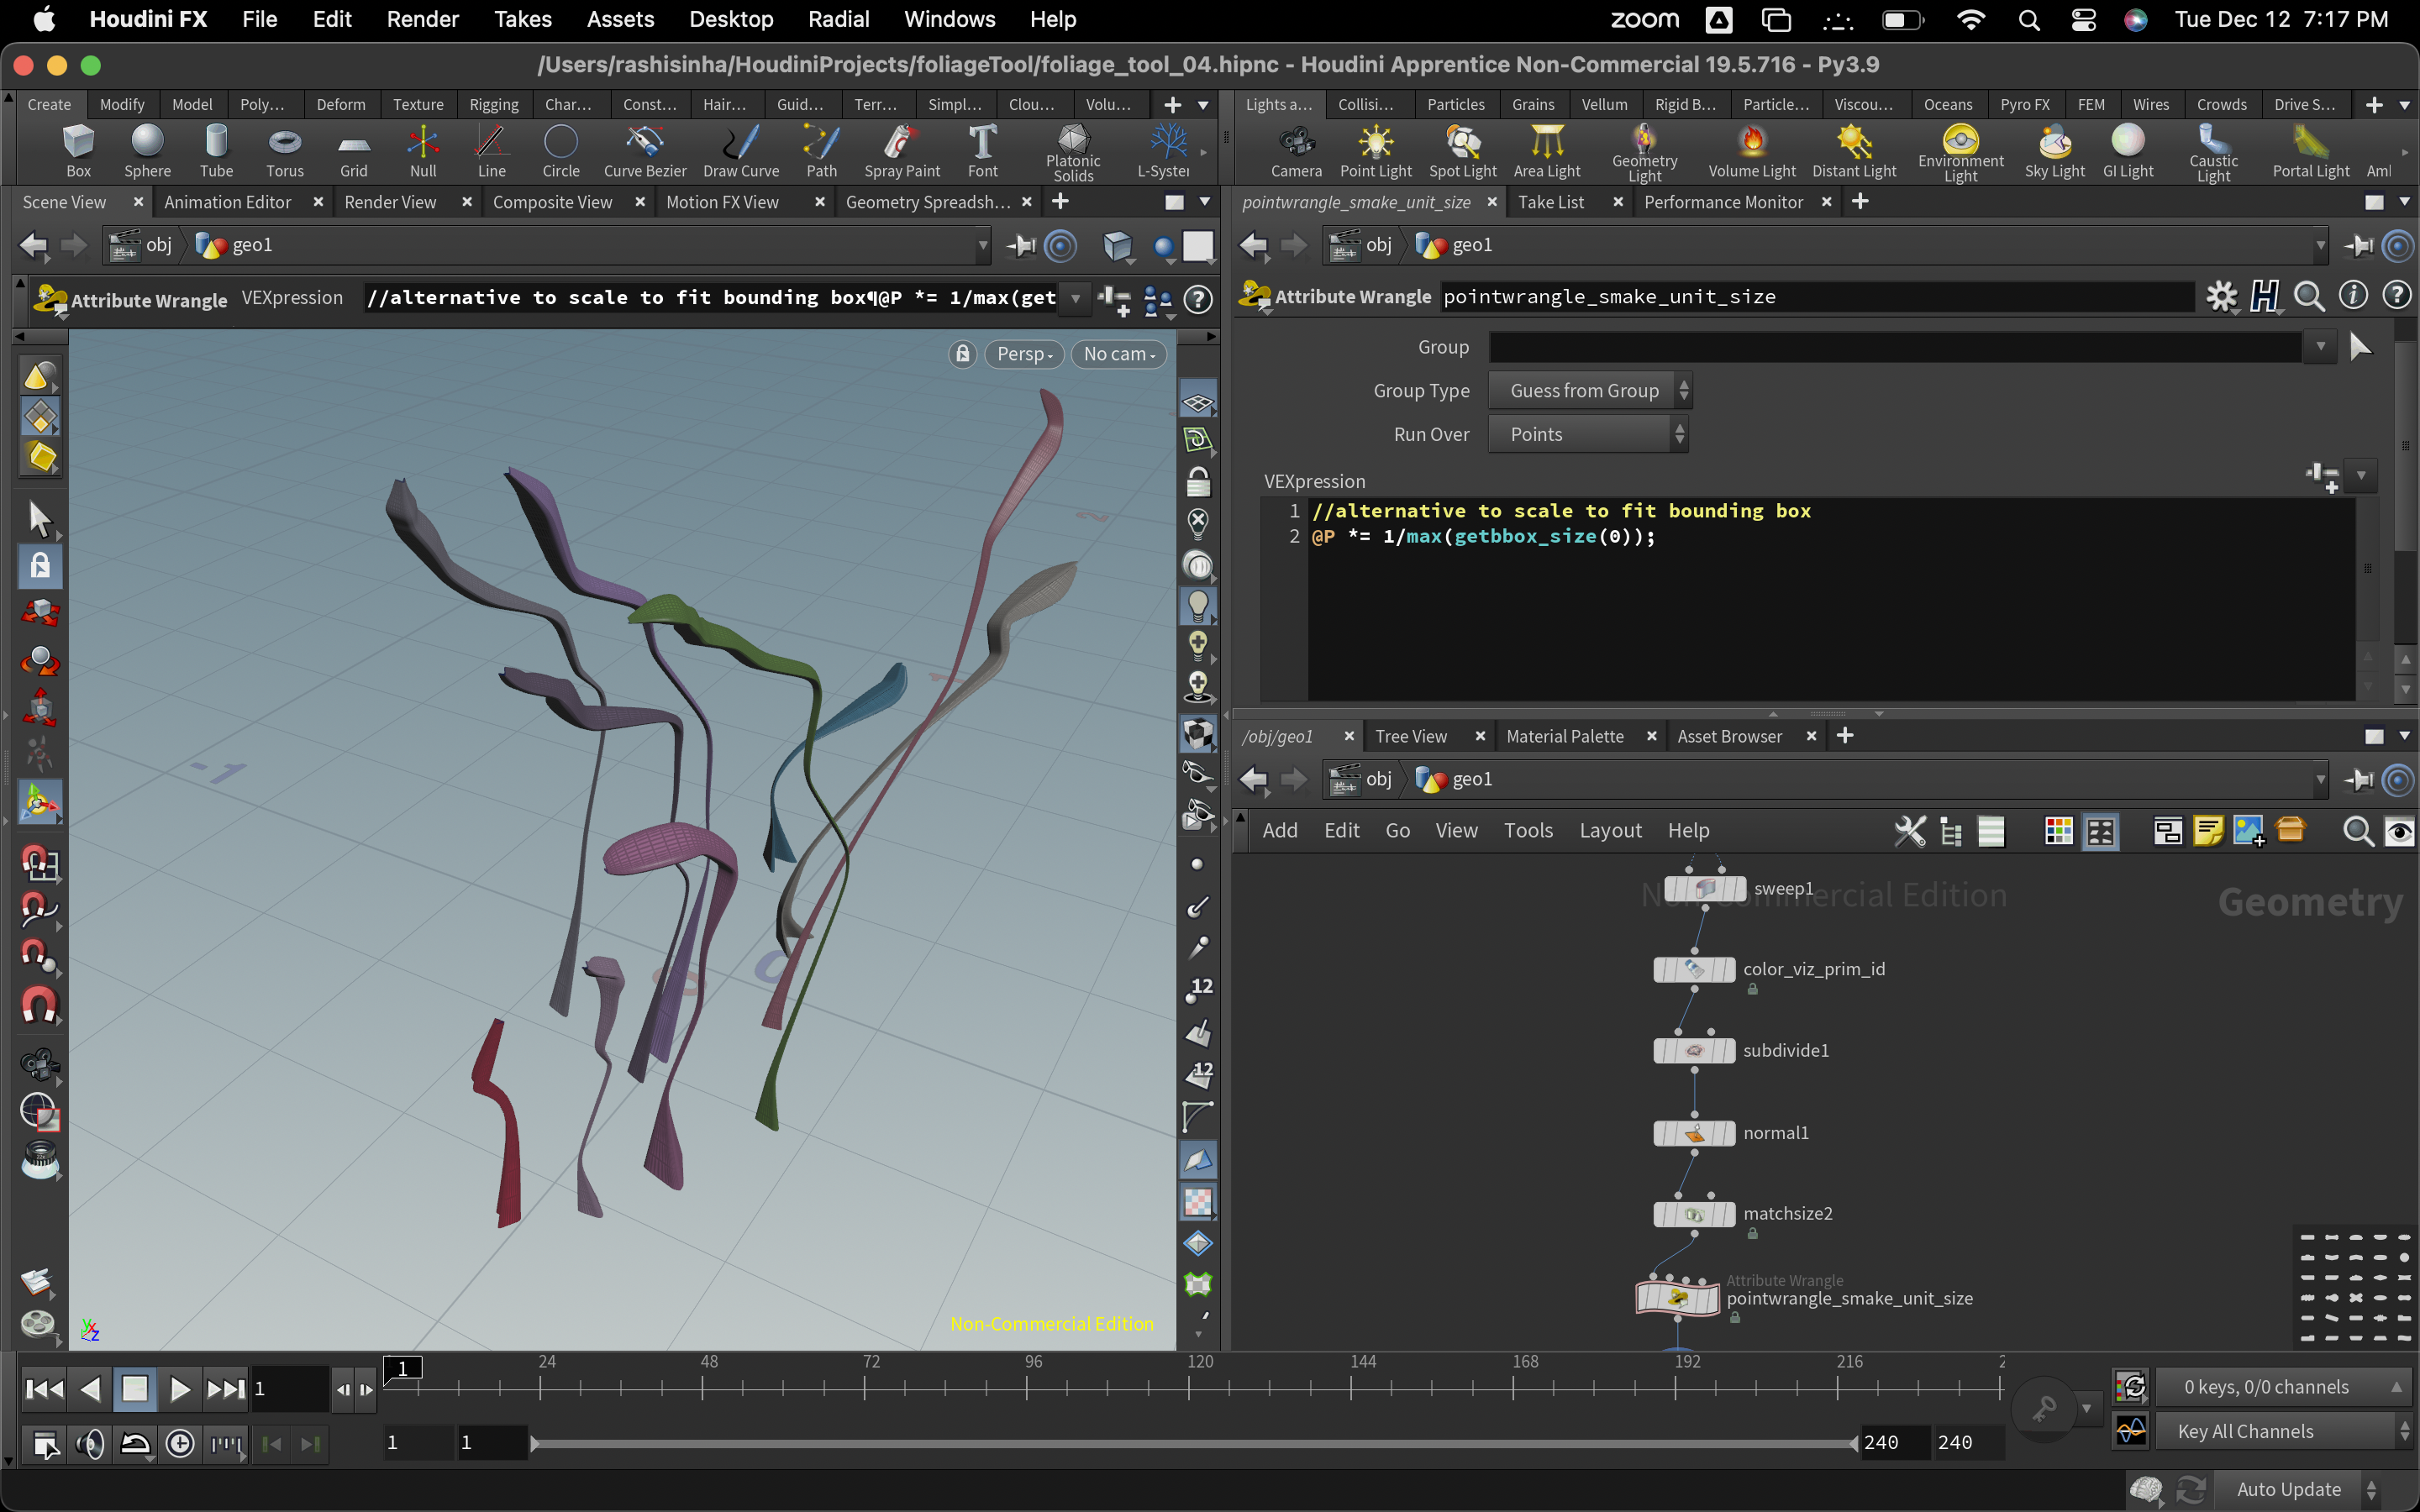 Houdini FX File Edit Render Takes Assets Desktop Radial Windows Help zoom Tue Dec 12 7:17 PM
/Users/rashisinha/HoudiniProjects/foliageTool/foliage_tool_04.hipnc - Houdini Apprentice Non-Commercial 19.5.716 - Py3.9
Create Modify Model Poly... Deform Texture Rigging Char... Const... Hair... Guid... Terr... Simpl... Clou... Volu...
Box Sphere Tube Torus Grid Null Line Circle Curve Bezier Draw Curve Path Spray Paint Font Platonic Solids L-Syster
Lights a... Collisi... Particles Grains Vellum Rigid B... Particle... Viscou... Oceans Pyro FX FEM Wires Crowds Drive S...
Camera Point Light Spot Light Area Light Geometry Light Volume Light Distant Light Environment Light Sky Light GI Light Caustic Light Portal Light Aml
Scene View Animation Editor Render View Composite View Motion FX View Geometry Spreadsh...
obj geo1
Attribute Wrangle VEXpression //alternative to scale to fit bounding box¶@P *= 1/max(get
Persp No cam
-1
0
0
1
2
12
12
Non-Commercial Edition
pointwrangle_smake_unit_size Take List Performance Monitor
obj geo1
Attribute Wrangle pointwrangle_smake_unit_size
Group
Group Type Guess from Group
Run Over Points
VEXpression
1 //alternative to scale to fit bounding box
2 @P *= 1/max(getbbox_size(0));
/obj/geo1 Tree View Material Palette Asset Browser
obj geo1
Add Edit Go View Tools Layout Help
sweep1
Geometry
color_viz_prim_id
subdivide1
normal1
matchsize2
Attribute Wrangle
pointwrangle_smake_unit_size
1 1 24 48 72 96 120 144 168 192 216 2
0 keys, 0/0 channels
1 1 240 240
Key All Channels
Auto Update